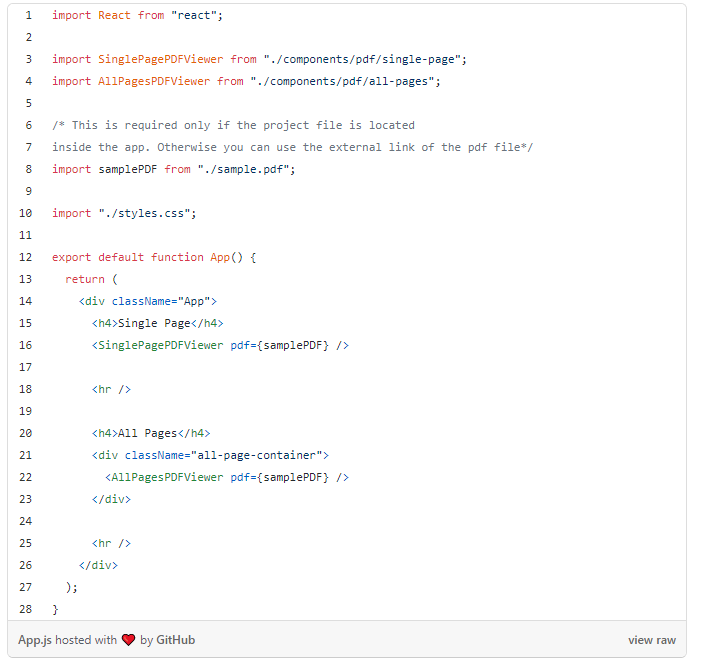 1 import React from "react";
2
3 import SinglePagePDFViewer from "./components/pdf/single-page";
4 import AllPagesPDFViewer from "./components/pdf/all-pages";
5
6 /* This is required only if the project file is located
7 inside the app. Otherwise you can use the external link of the pdf file*/
8 import samplePDF from "./sample.pdf";
9
10 import "./styles.css";
11
12 export default function App() {
13   return (
14     <div className="App">
15       <h4>Single Page</h4>
16       <SinglePagePDFViewer pdf={samplePDF} />
17
18       <hr />
19
20       <h4>All Pages</h4>
21       <div className="all-page-container">
22         <AllPagesPDFViewer pdf={samplePDF} />
23       </div>
24
25       <hr />
26     </div>
27   );
28 }
App.js hosted with ❤ by GitHub view raw